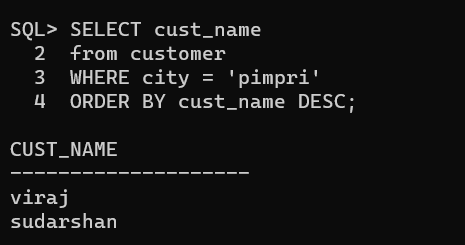 SQL> SELECT cust_name
  2  from customer
  3  WHERE city = 'pimpri'
  4  ORDER BY cust_name DESC;
CUST_NAME
--------------------
viraj
sudarshan